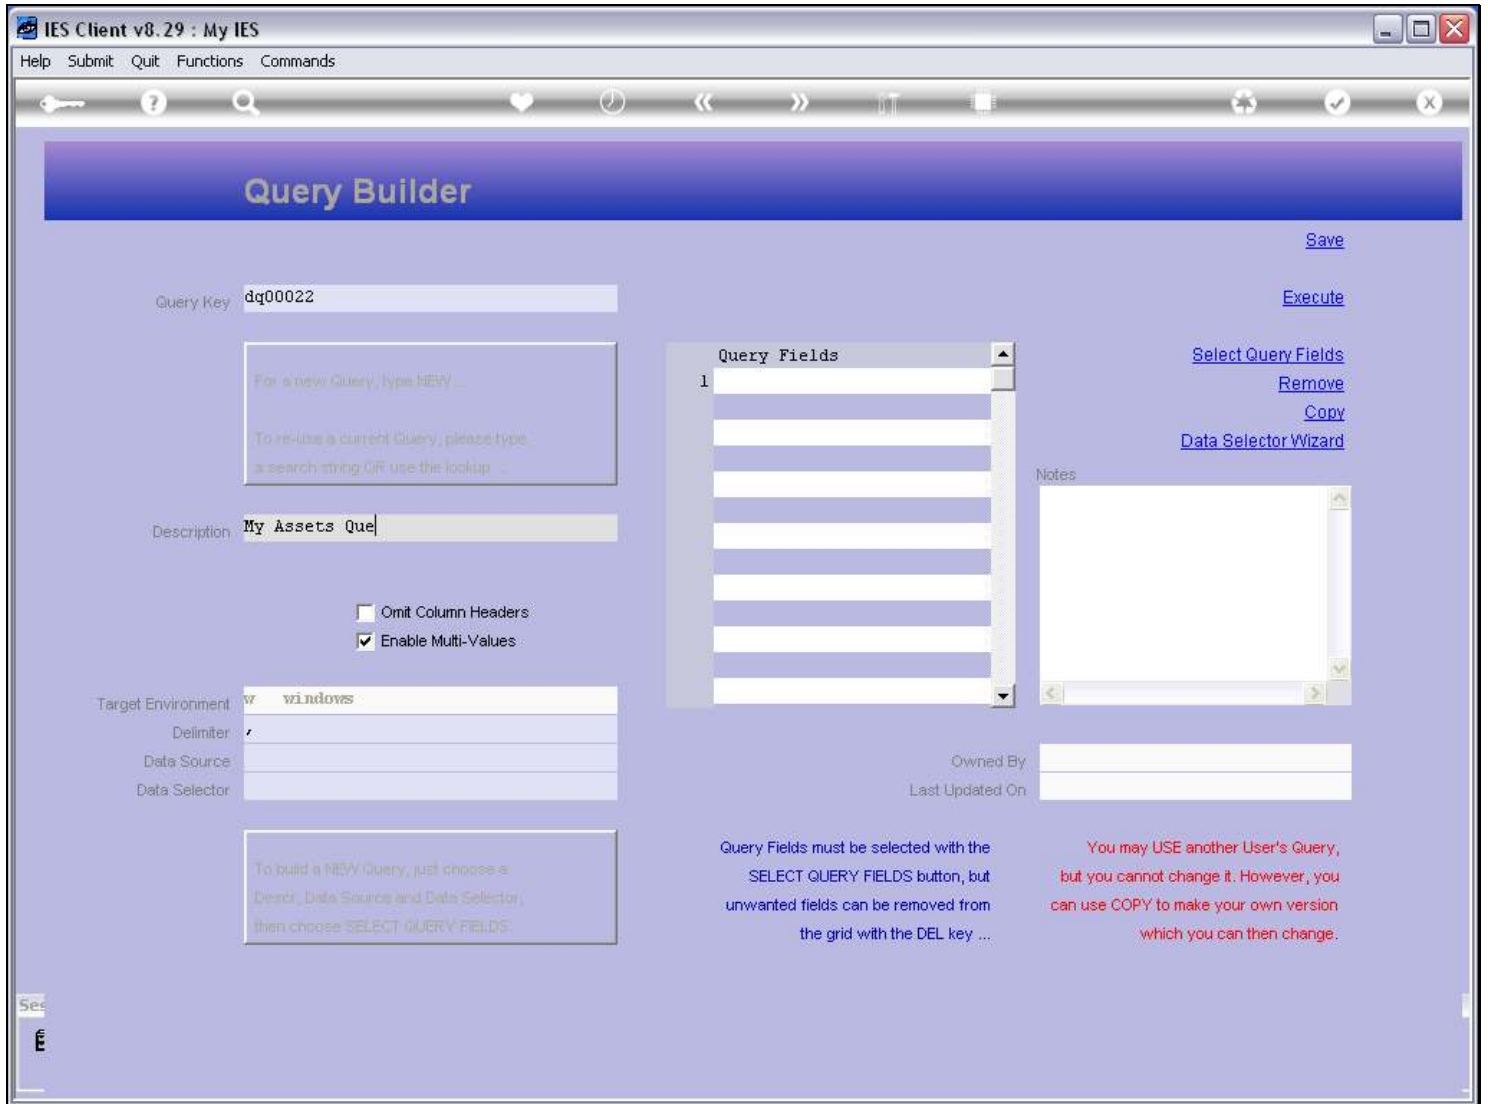 IES Client v8.29 : My IES
Help Submit Quit Functions Commands
Query Builder
Save
Query Key dq00022
Execute
For a new Query, type NEW ...
To re-use a current Query, please type
a search string OR use the lookup ...
Query Fields
1
Select Query Fields
Remove
Copy
Data Selector Wizard
Notes
Description My Assets Que
Omit Column Headers
Enable Multi-Values
Target Environment w windows
Delimiter ,
Data Source
Data Selector
Owned By
Last Updated On
To build a NEW Query, just choose a
Descr, Data Source and Data Selector,
then choose SELECT QUERY FIELDS.
Query Fields must be selected with the
SELECT QUERY FIELDS button, but
unwanted fields can be removed from
the grid with the DEL key ...
You may USE another User's Query,
but you cannot change it. However, you
can use COPY to make your own version
which you can then change.
Ses